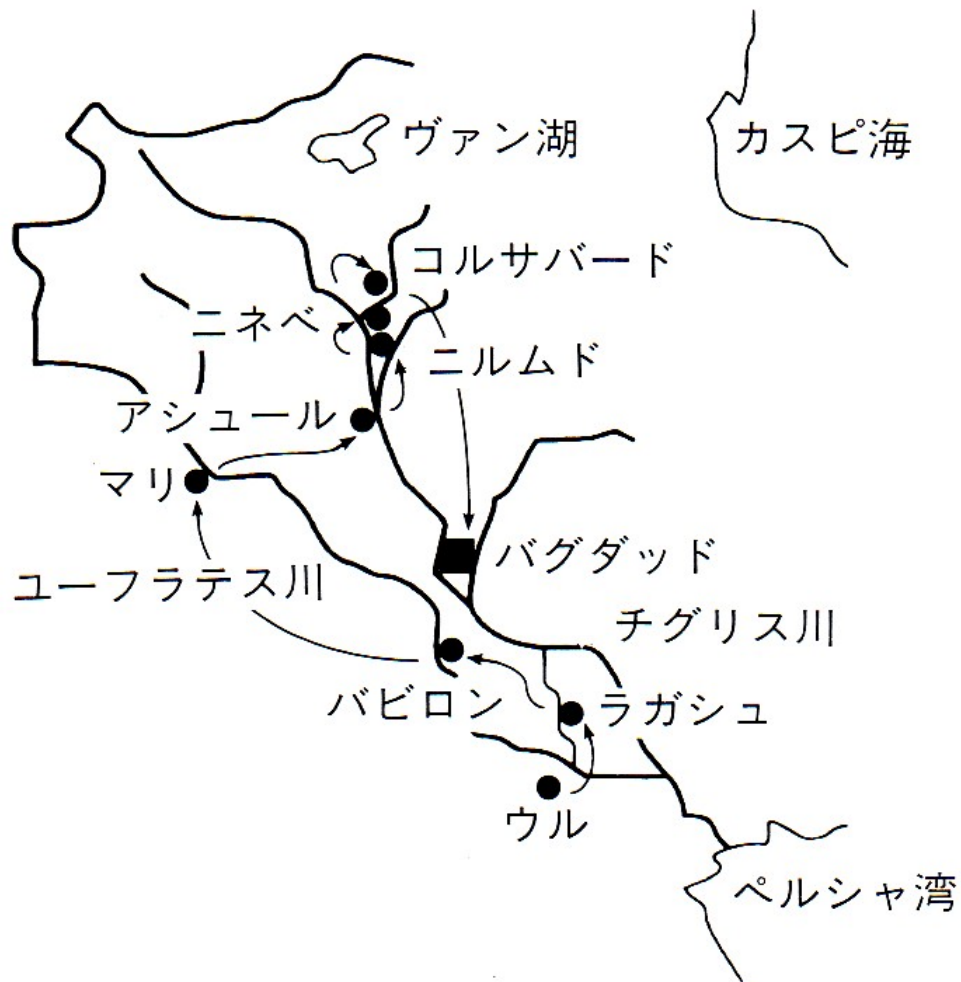 ヴァン湖
カスピ海
コルサバード
ニネベ
ニルムド
アシュール
マリ
バグダッド
ユーフラテス川
チグリス川
バビロン
ラガシュ
ウル
ペルシャ湾